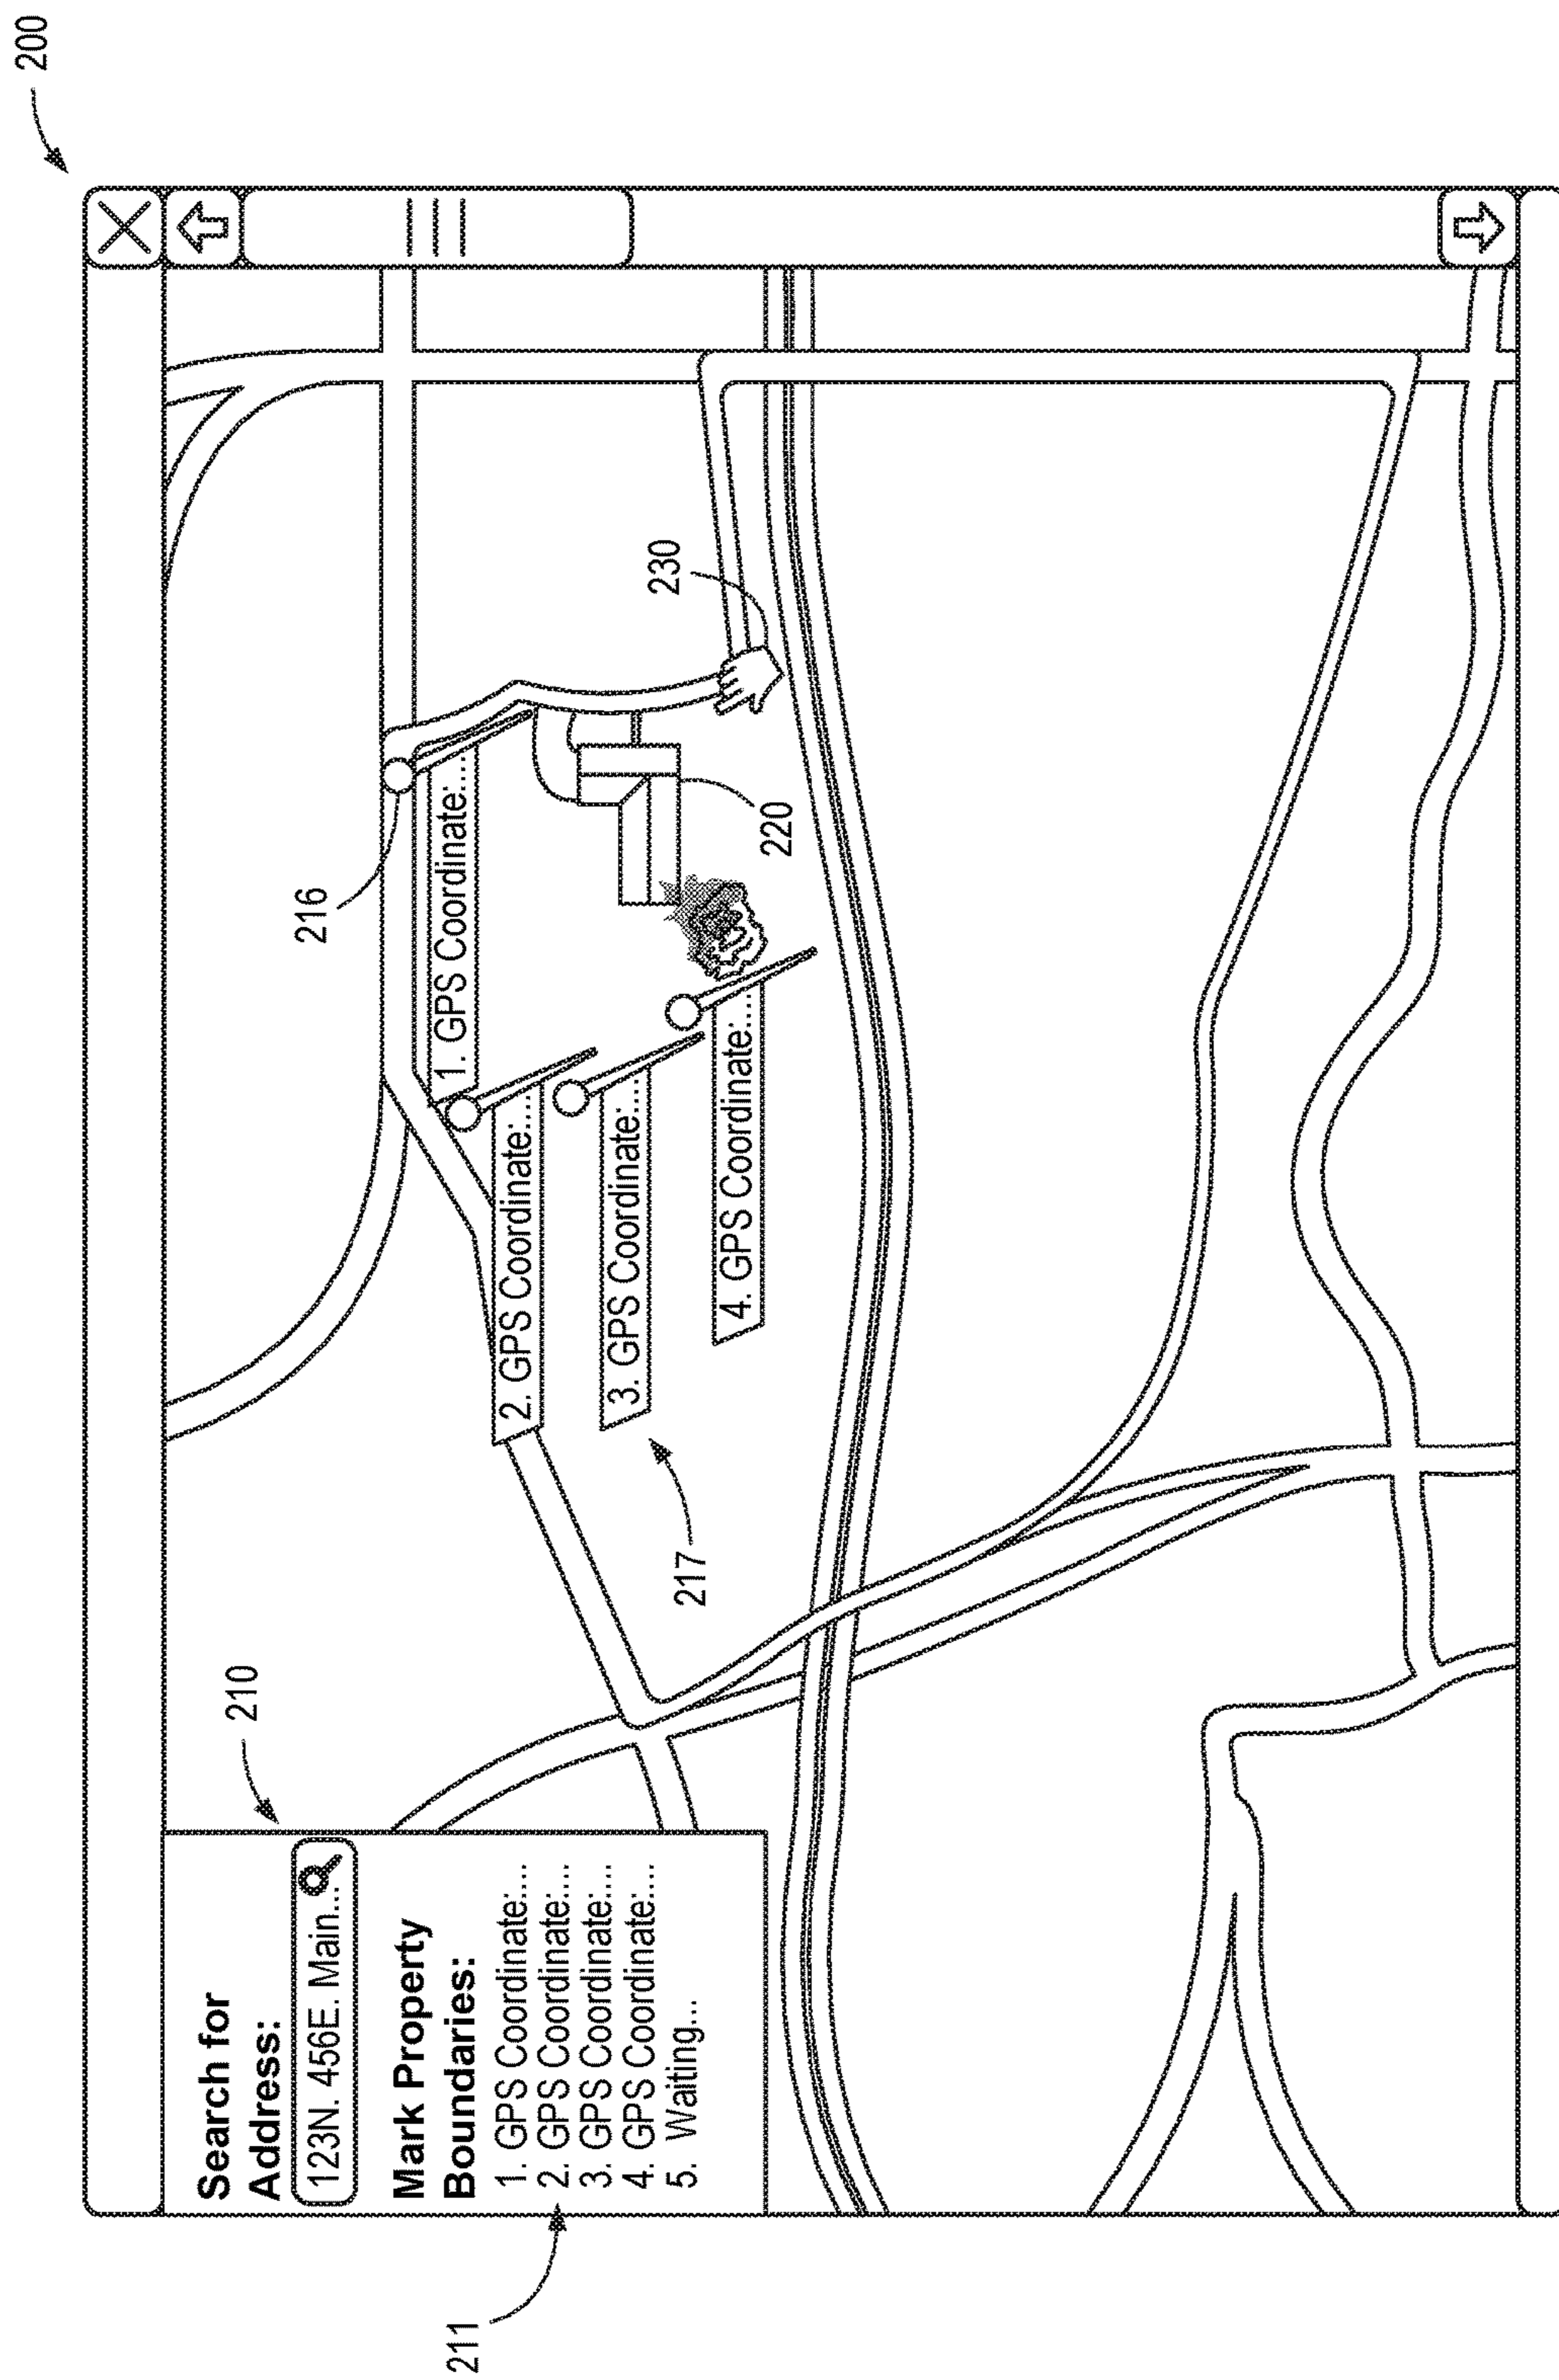 200
210
Search for
Address:
123N. 456E. Main...
Mark Property
Boundaries:
1. GPS Coordinate:...
2. GPS Coordinate:...
3. GPS Coordinate:...
4. GPS Coordinate:...
5. Waiting...
211
216
1. GPS Coordinate:...
2. GPS Coordinate:...
3. GPS Coordinate:...
4. GPS Coordinate:...
217
220
230